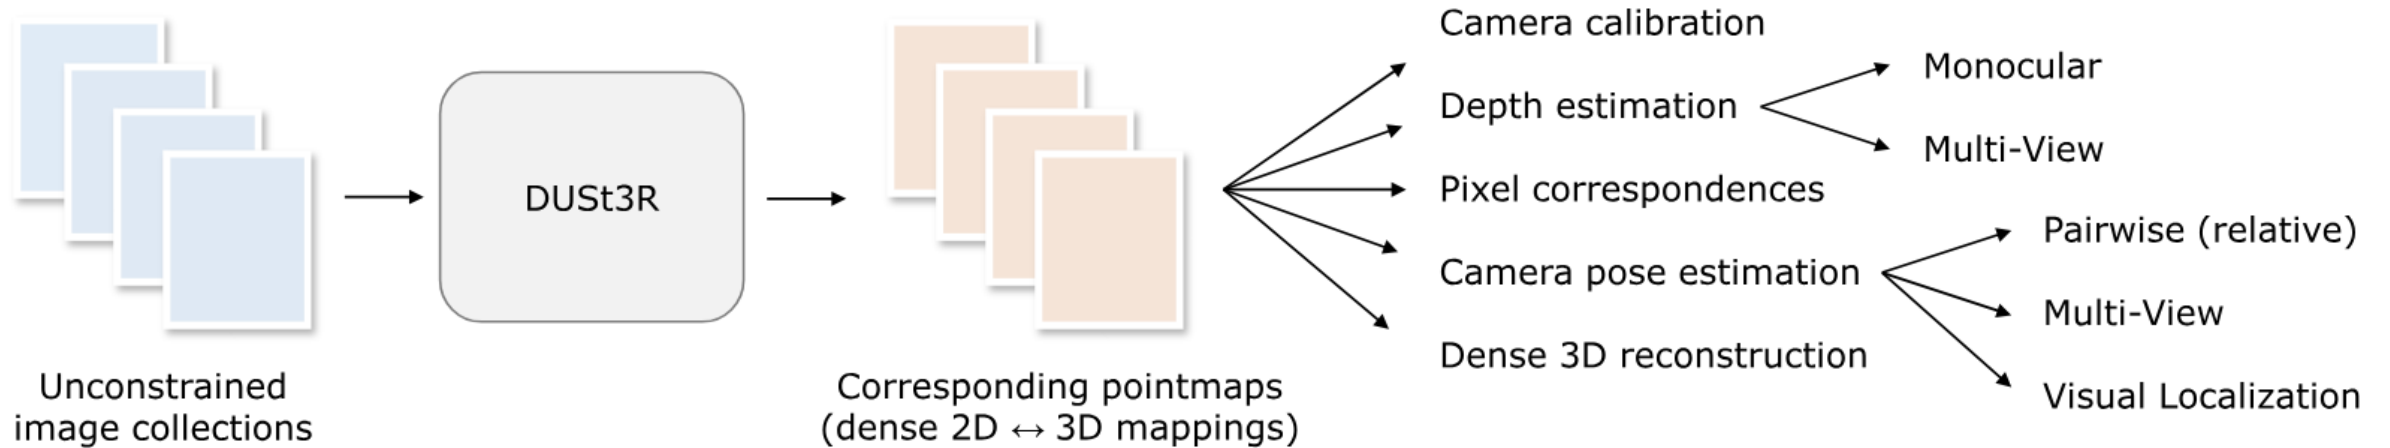 Unconstrained
image collections
DUSt3R
Corresponding pointmaps
(dense 2D ↔ 3D mappings)
Camera calibration
Depth estimation
Monocular
Multi-View
Pixel correspondences
Camera pose estimation
Pairwise (relative)
Multi-View
Visual Localization
Dense 3D reconstruction